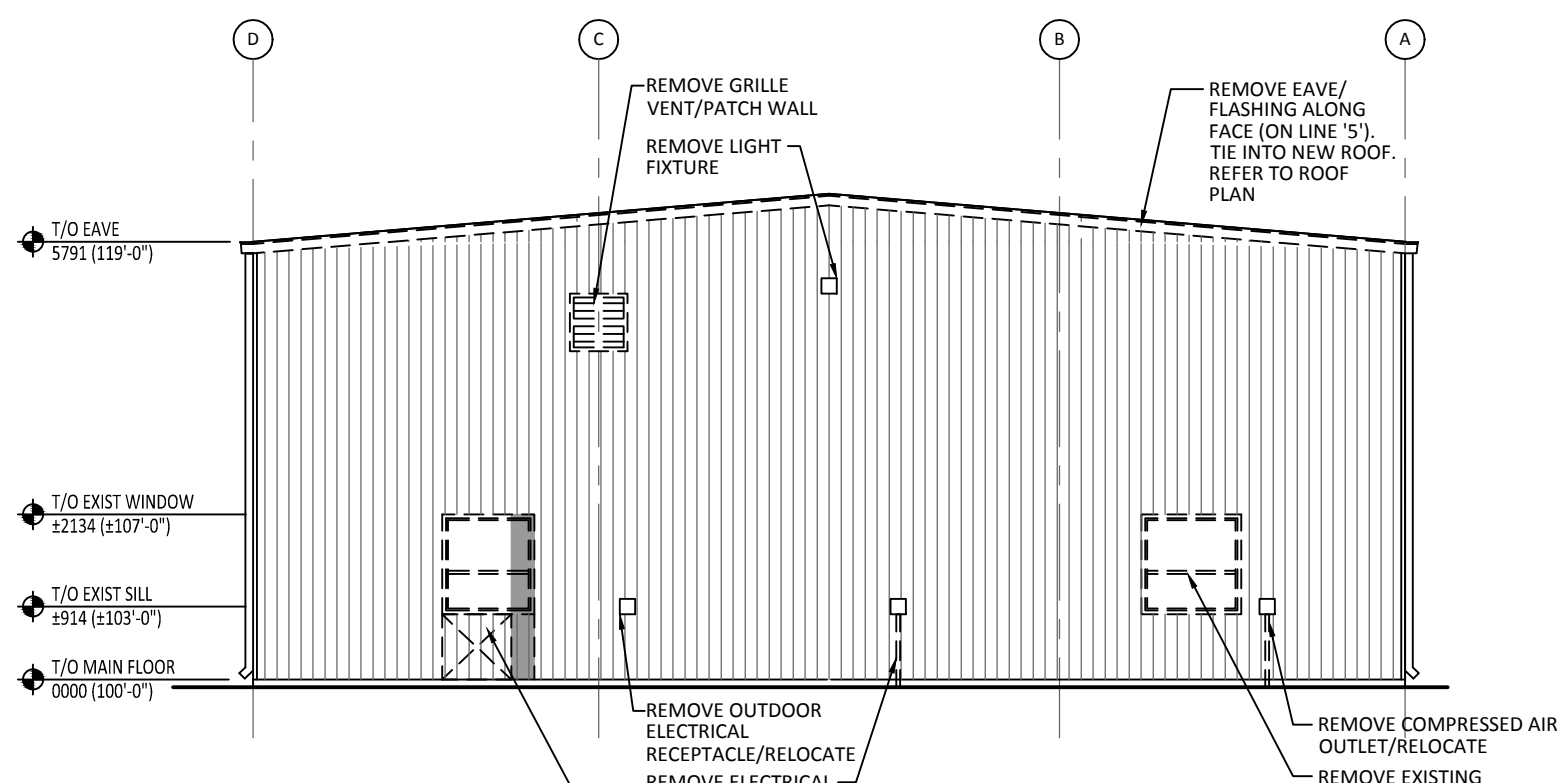 D
C
B
A
REMOVE GRILLE
VENT/PATCH WALL
REMOVE LIGHT
FIXTURE
REMOVE EAVE/
FLASHING ALONG
FACE (ON LINE '5').
TIE INTO NEW ROOF.
REFER TO ROOF
PLAN
T/O EAVE
5791 (119'-0")
T/O EXIST WINDOW
±2134 (±107'-0")
T/O EXIST SILL
±914 (±103'-0")
T/O MAIN FLOOR
0000 (100'-0")
REMOVE OUTDOOR
ELECTRICAL
RECEPTACLE/RELOCATE
REMOVE ELECTRICAL
REMOVE COMPRESSED AIR
OUTLET/RELOCATE
REMOVE EXISTING